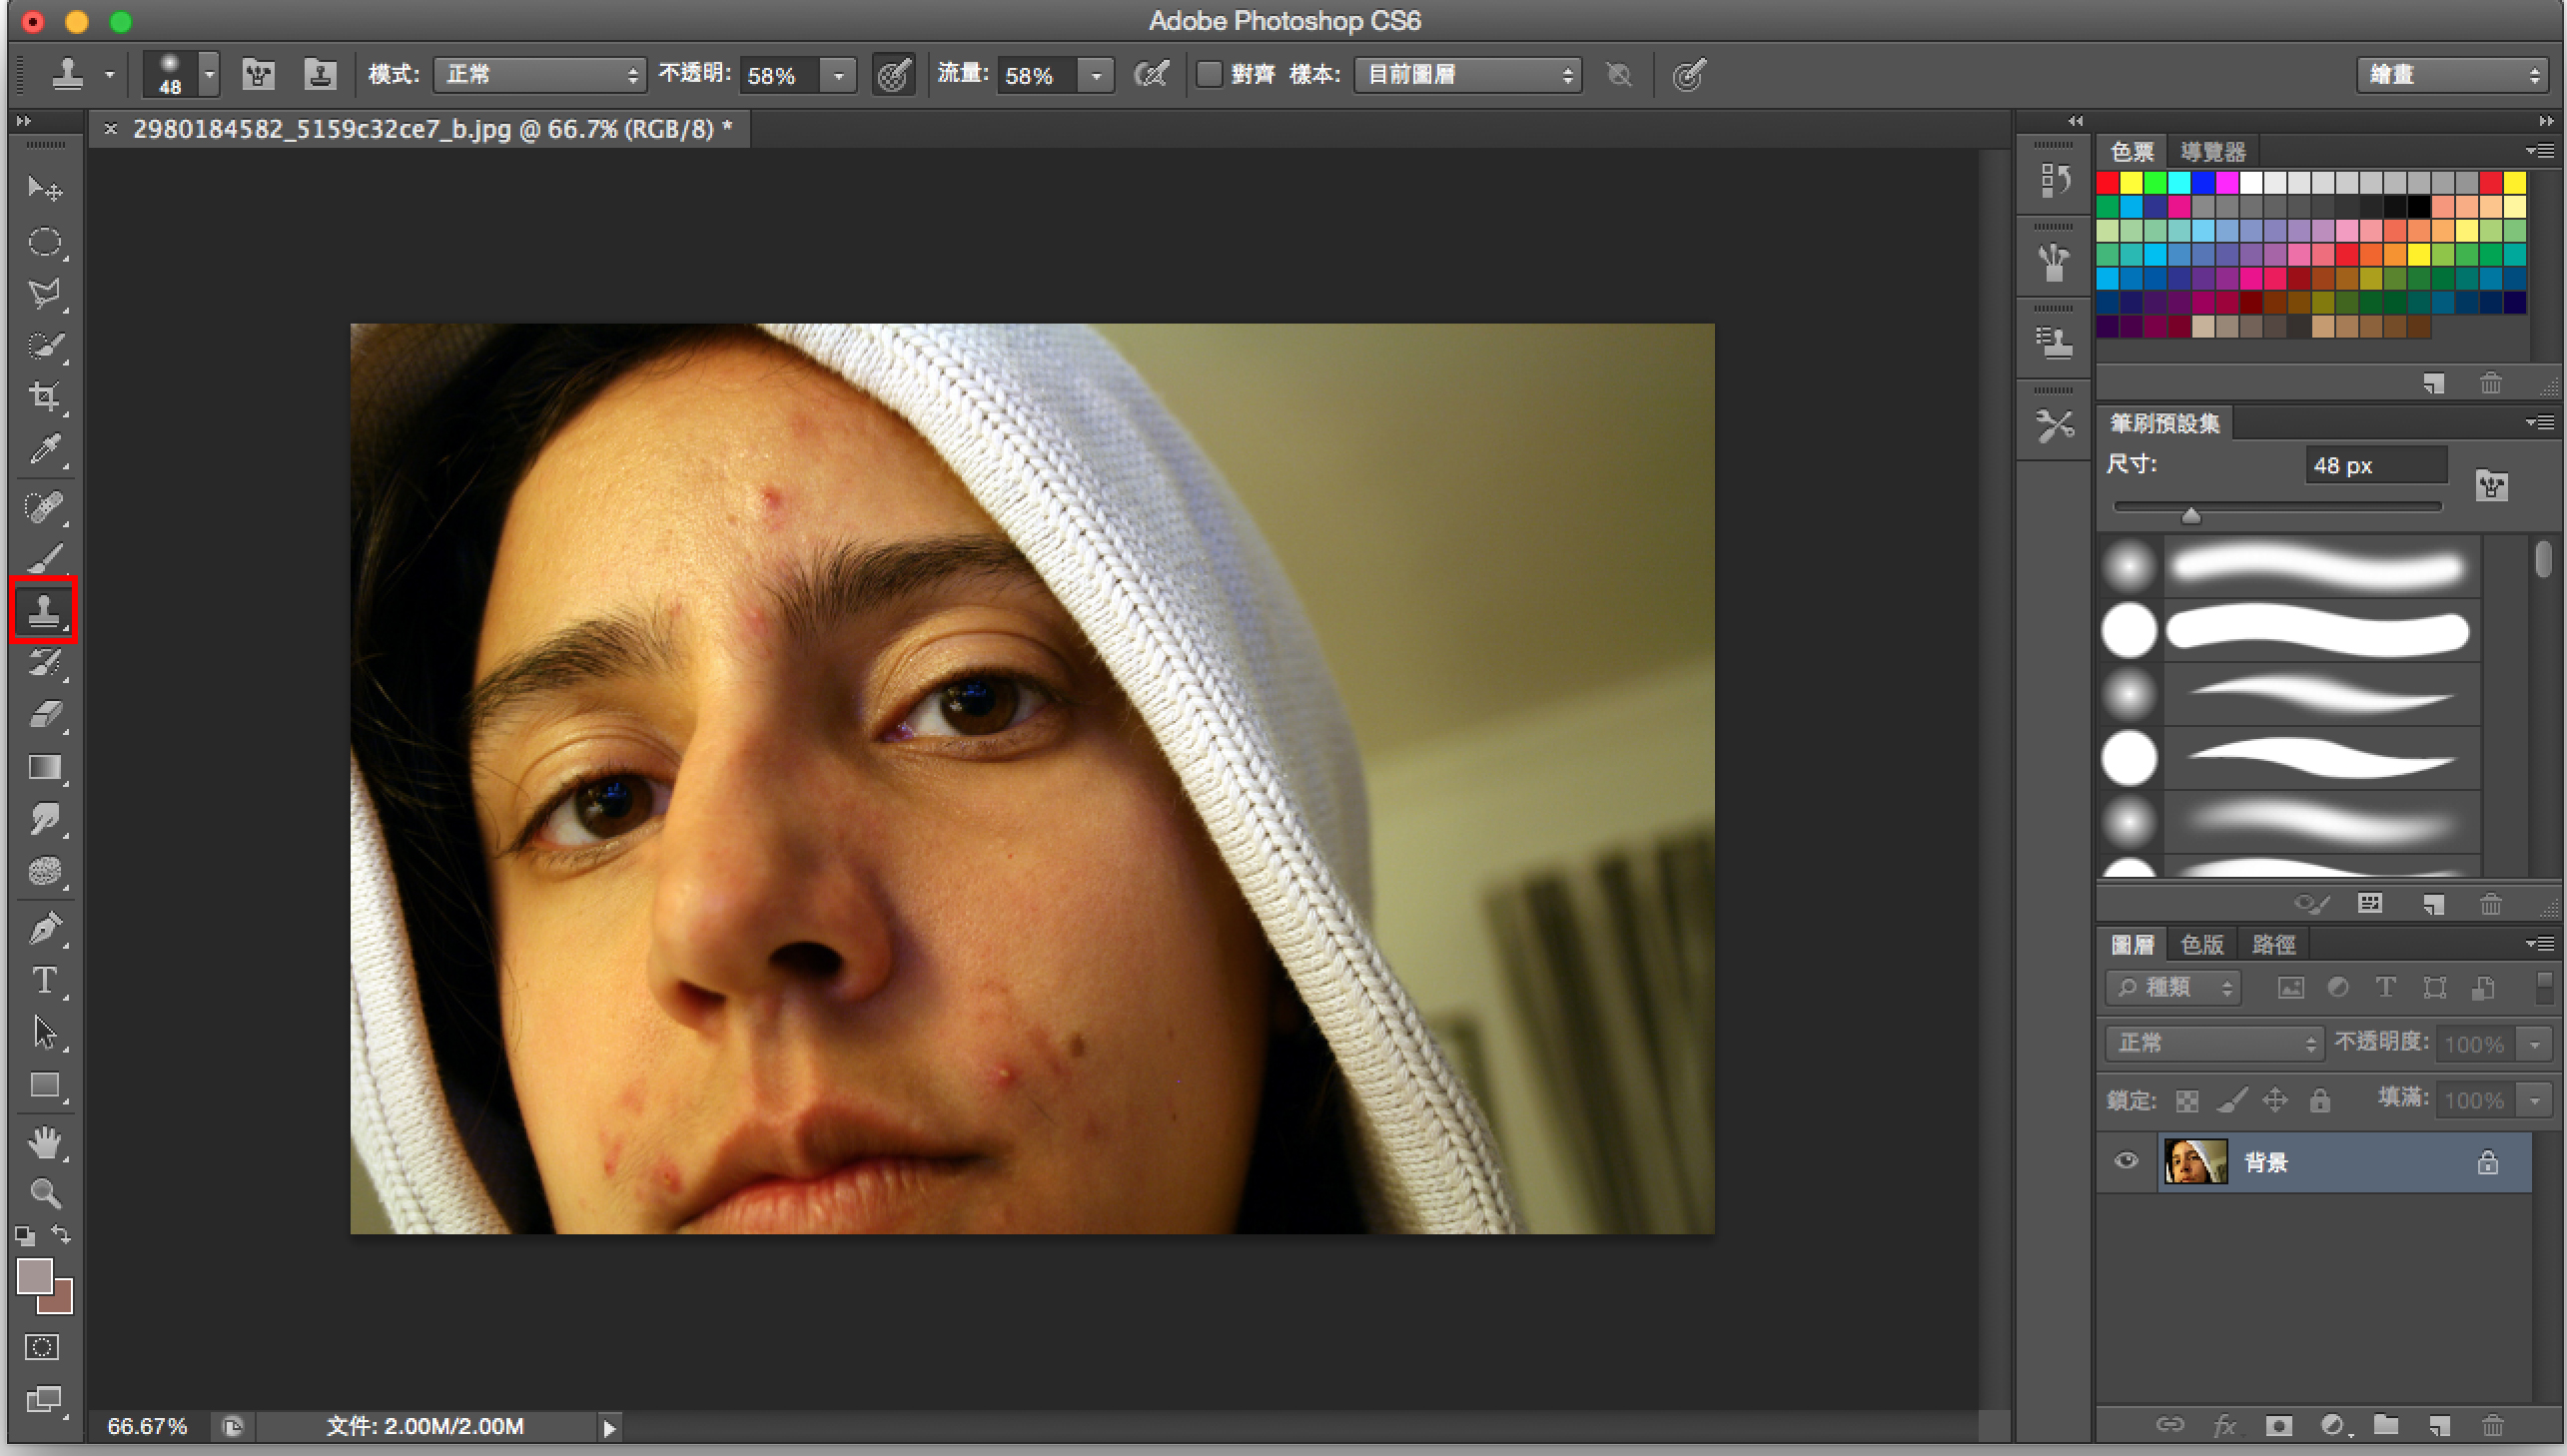 Adobe Photoshop CS6
48 模式: 正常 不透明: 58% 流量: 58% 對齊 樣本: 目前圖層 繪畫
× 2980184582_5159c32ce7_b.jpg @ 66.7% (RGB/8) *
色票 導覽器
筆刷預設集
尺寸: 48 px
圖層 色版 路徑
種類
正常 不透明度: 100%
鎖定: 填滿: 100%
背景
fx
66.67% 文件: 2.00M/2.00M